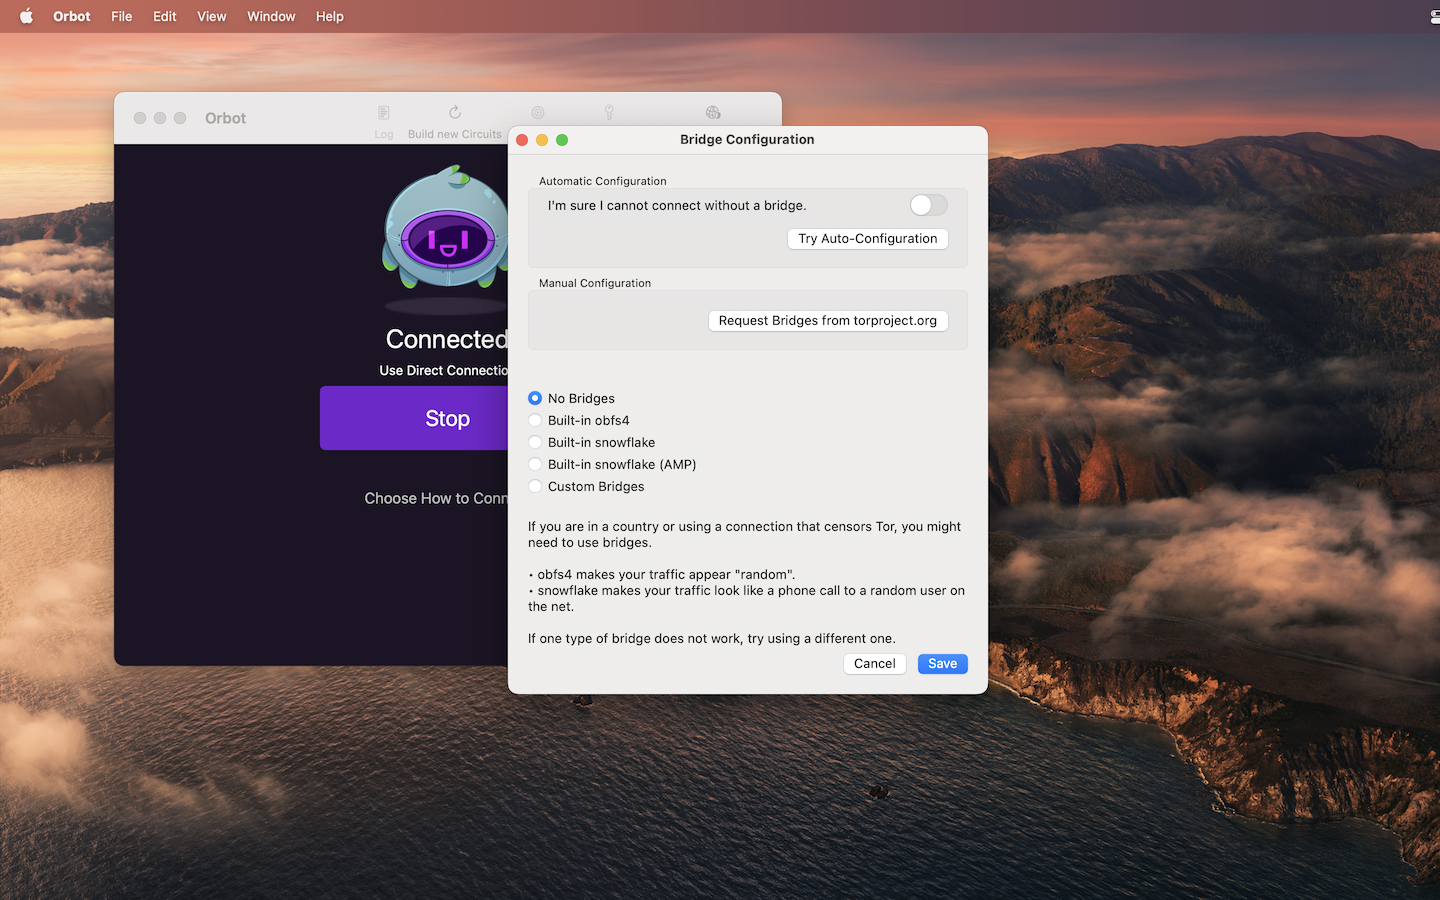 Orbot File Edit View Window Help
Orbot
Log
Build new Circuits
Connected
Use Direct Connectio
Stop
Choose How to Conn
Bridge Configuration
Automatic Configuration
I'm sure I cannot connect without a bridge.
Try Auto-Configuration
Manual Configuration
Request Bridges from torproject.org
No Bridges
Built-in obfs4
Built-in snowflake
Built-in snowflake (AMP)
Custom Bridges
If you are in a country or using a connection that censors Tor, you might
need to use bridges.
• obfs4 makes your traffic appear "random".
• snowflake makes your traffic look like a phone call to a random user on
the net.
If one type of bridge does not work, try using a different one.
Cancel Save